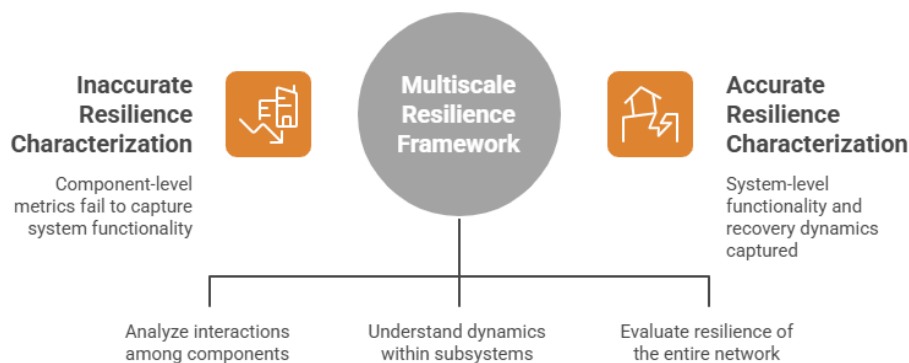 Inaccurate
Resilience
Characterization
Component-level
metrics fail to capture
system functionality
Multiscale
Resilience
Framework
Accurate
Resilience
Characterization
System-level
functionality and
recovery dynamics
captured
Analyze interactions
among components
Understand dynamics
within subsystems
Evaluate resilience of
the entire network